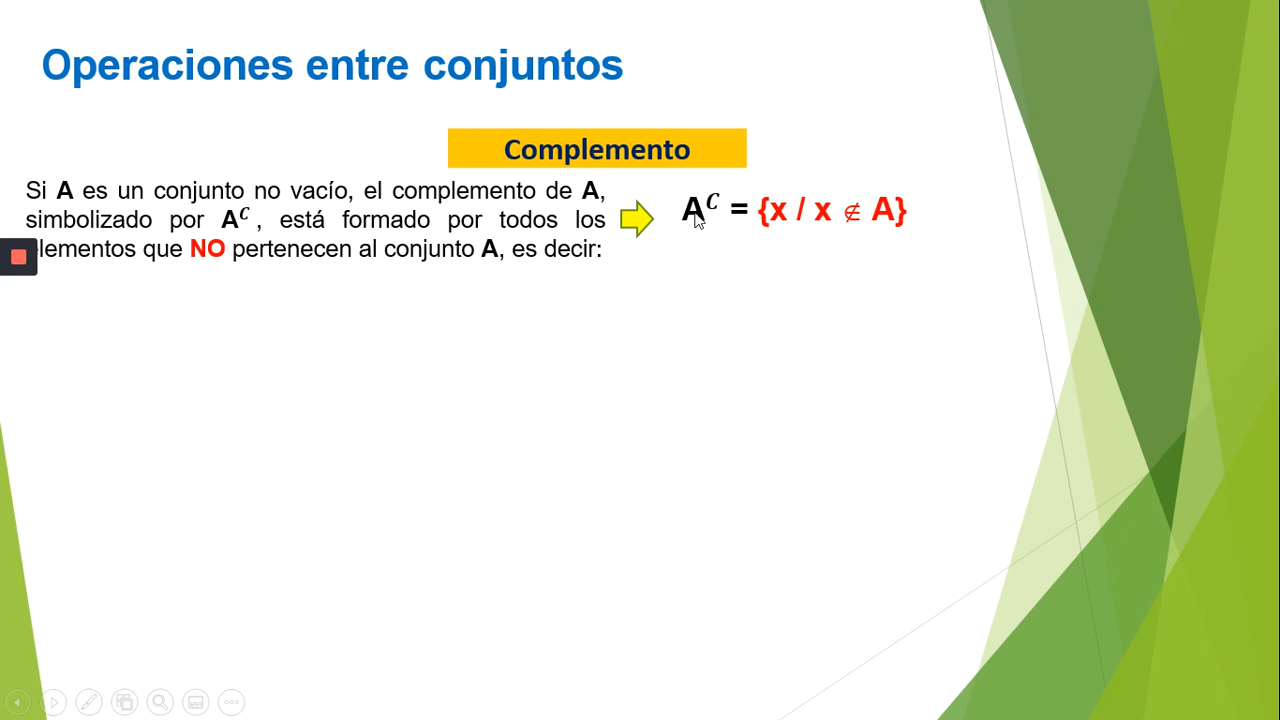 Operaciones entre conjuntos
Complemento
Si A es un conjunto no vacío, el complemento de A,
simbolizado por Aᶜ, está formado por todos los
elementos que NO pertenecen al conjunto A, es decir:
Aᶜ = {x / x ∉ A}